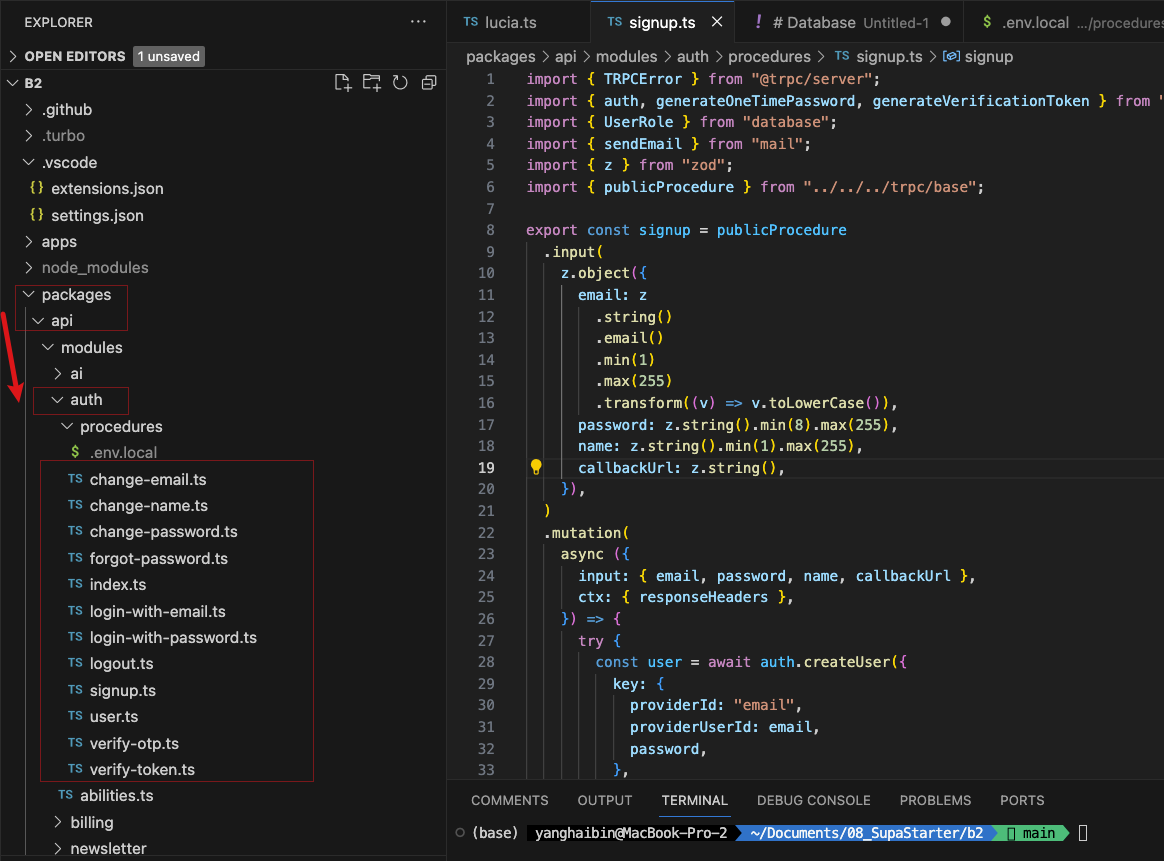 EXPLORER
OPEN EDITORS 1 unsaved
B2
.github
.turbo
.vscode
{} extensions.json
{} settings.json
apps
node_modules
packages
api
modules
ai
auth
procedures
$ .env.local
TS change-email.ts
TS change-name.ts
TS change-password.ts
TS forgot-password.ts
TS index.ts
TS login-with-email.ts
TS login-with-password.ts
TS logout.ts
TS signup.ts
TS user.ts
TS verify-otp.ts
TS verify-token.ts
TS abilities.ts
billing
newsletter
TS lucia.ts TS signup.ts ! # Database Untitled-1 $ .env.local .../procedures
packages > api > modules > auth > procedures > TS signup.ts > signup
1 import { TRPCError } from "@trpc/server";
2 import { auth, generateOneTimePassword, generateVerificationToken } from "
3 import { UserRole } from "database";
4 import { sendEmail } from "mail";
5 import { z } from "zod";
6 import { publicProcedure } from "../../../trpc/base";
7
8 export const signup = publicProcedure
9 .input(
10 z.object({
11 email: z
12 .string()
13 .email()
14 .min(1)
15 .max(255)
16 .transform((v) => v.toLowerCase()),
17 password: z.string().min(8).max(255),
18 name: z.string().min(1).max(255),
19 callbackUrl: z.string(),
20 }),
21 )
22 .mutation(
23 async ({
24 input: { email, password, name, callbackUrl },
25 ctx: { responseHeaders },
26 }) => {
27 try {
28 const user = await auth.createUser({
29 key: {
30 providerId: "email",
31 providerUserId: email,
32 password,
33 },
COMMENTS OUTPUT TERMINAL DEBUG CONSOLE PROBLEMS PORTS
(base) yanghaibin@MacBook-Pro-2 ~/Documents/08_SupaStarter/b2 main